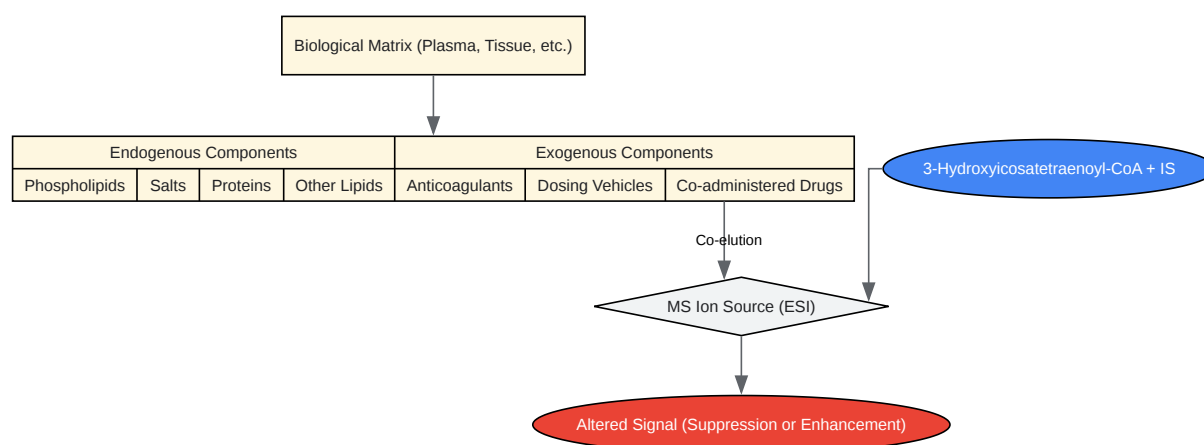 Biological Matrix (Plasma, Tissue, etc.)
Endogenous Components
Exogenous Components
Phospholipids
Salts
Proteins
Other Lipids
Anticoagulants
Dosing Vehicles
Co-administered Drugs
3-Hydroxyicosatetraenoyl-CoA + IS
Co-elution
MS Ion Source (ESI)
Altered Signal (Suppression or Enhancement)